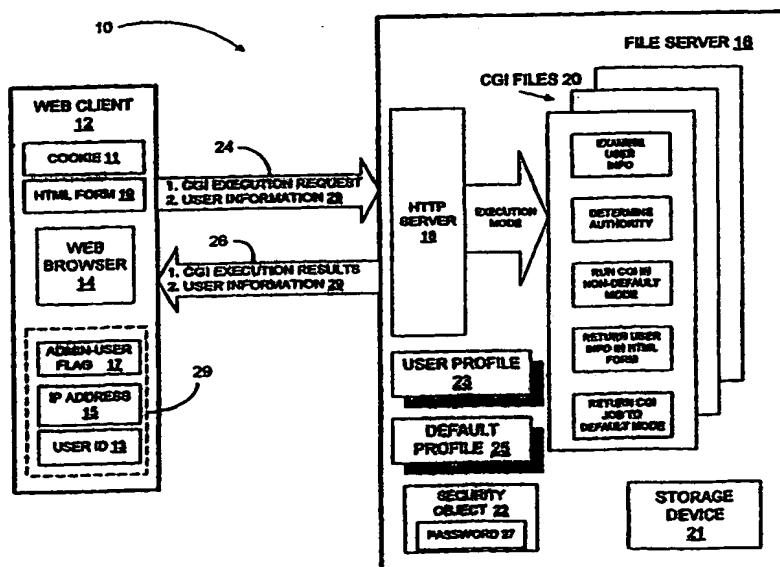 10
WEB CLIENT
12
COOKIE 11
HTML FORM 19
WEB
BROWSER
14
ADMIN-USER
FLAG 17
IP ADDRESS
15
USER ID 13
29
24
1. CGI EXECUTION REQUEST
2. USER INFORMATION 29
26
1. CGI EXECUTION RESULTS
2. USER INFORMATION 29
FILE SERVER 16
CGI FILES 20
HTTP
SERVER
18
EXECUTION
MODE
EXAMINE
USER
INFO
DETERMINE
AUTHORITY
RUN CGI IN
NON-DEFAULT
MODE
RETURN USER
INFO IN HTML
FORM
RETURN CGI
JOB TO
DEFAULT MODE
USER PROFILE
23
DEFAULT
PROFILE 25
SECURITY
OBJECT 22
PASSWORD 27
STORAGE
DEVICE
21